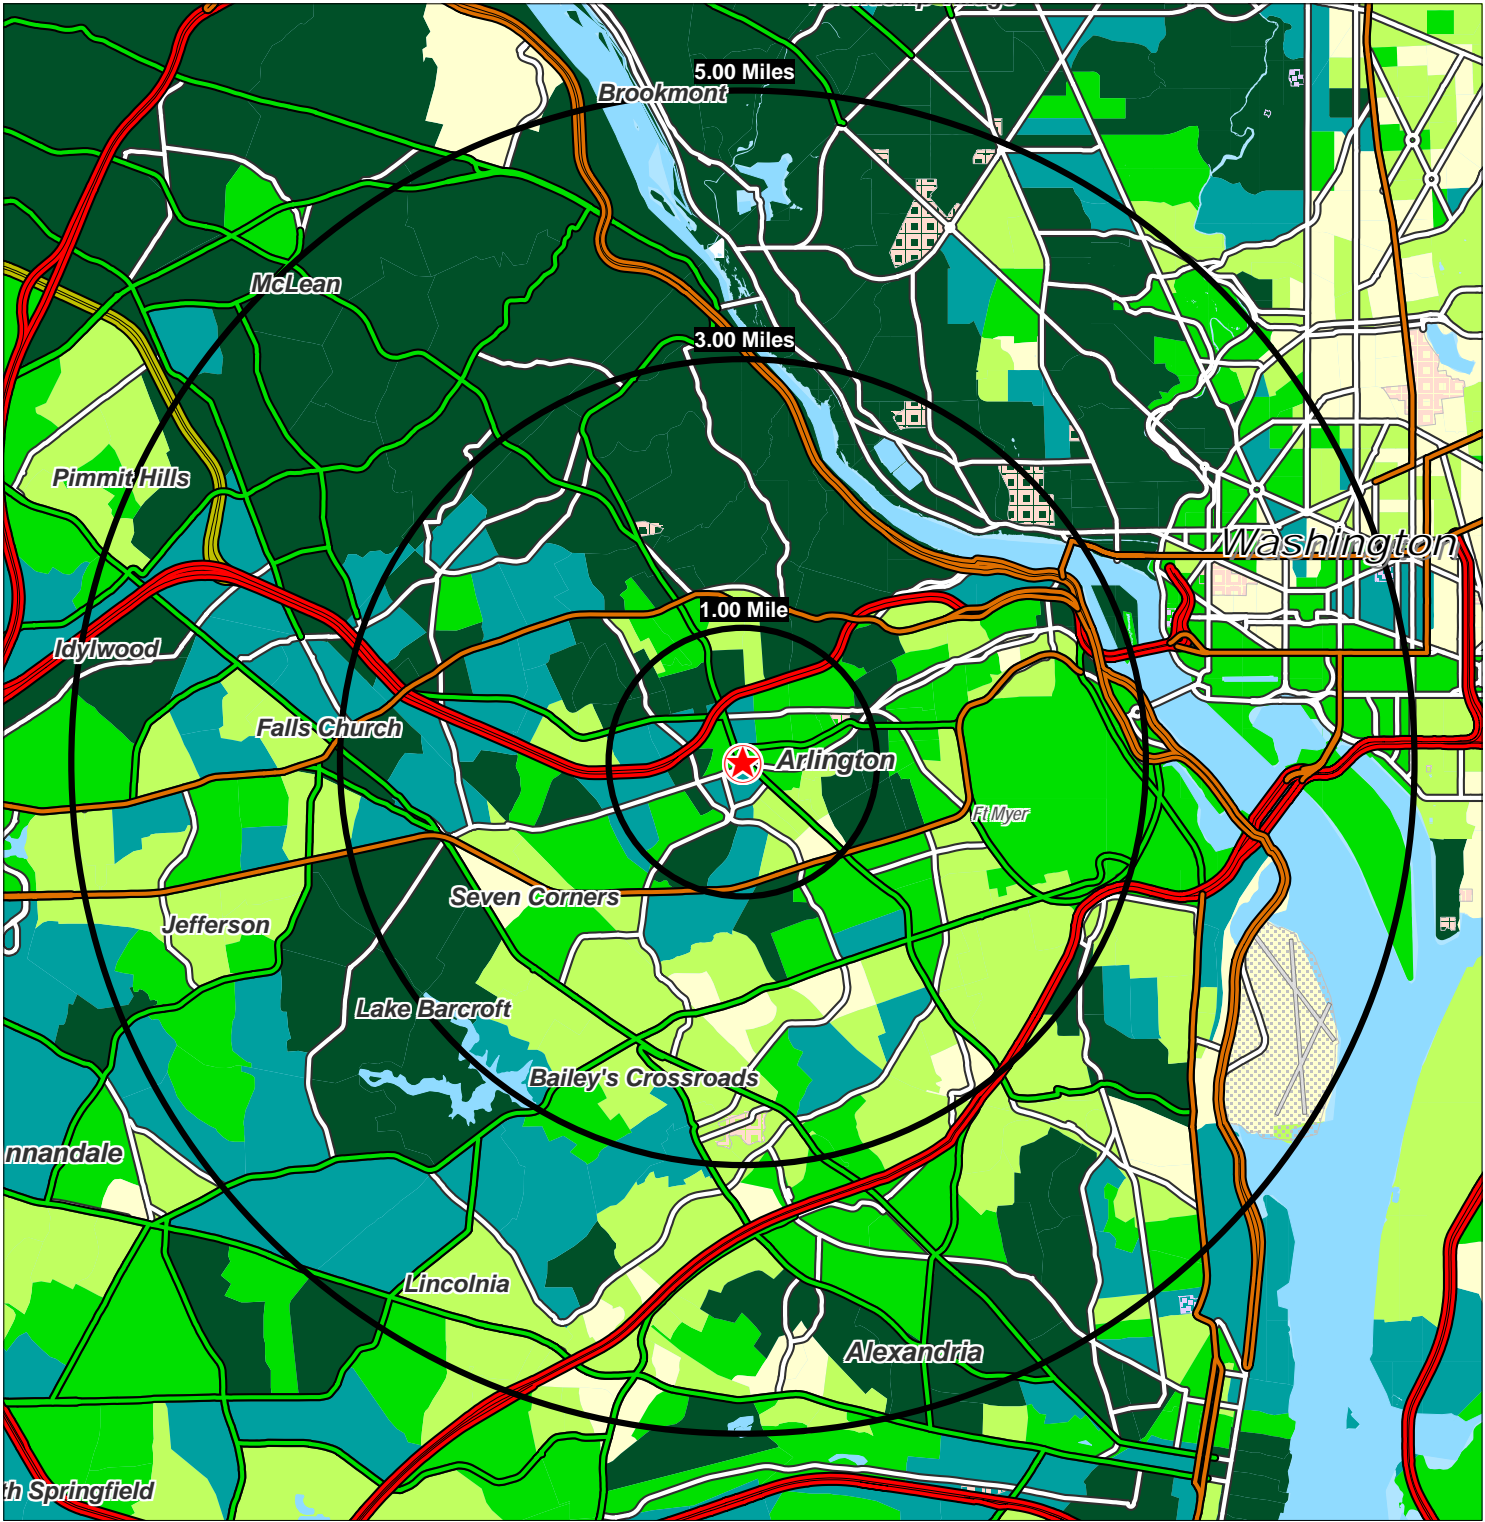 5.00 Miles
Brookmont
McLean
3.00 Miles
Pimmit Hills
Washington
1.00 Mile
Idylwood
Falls Church
Arlington
Ft Myer
Seven Corners
Jefferson
Lake Barcroft
Bailey's Crossroads
nnandale
Lincolnia
Alexandria
th Springfield